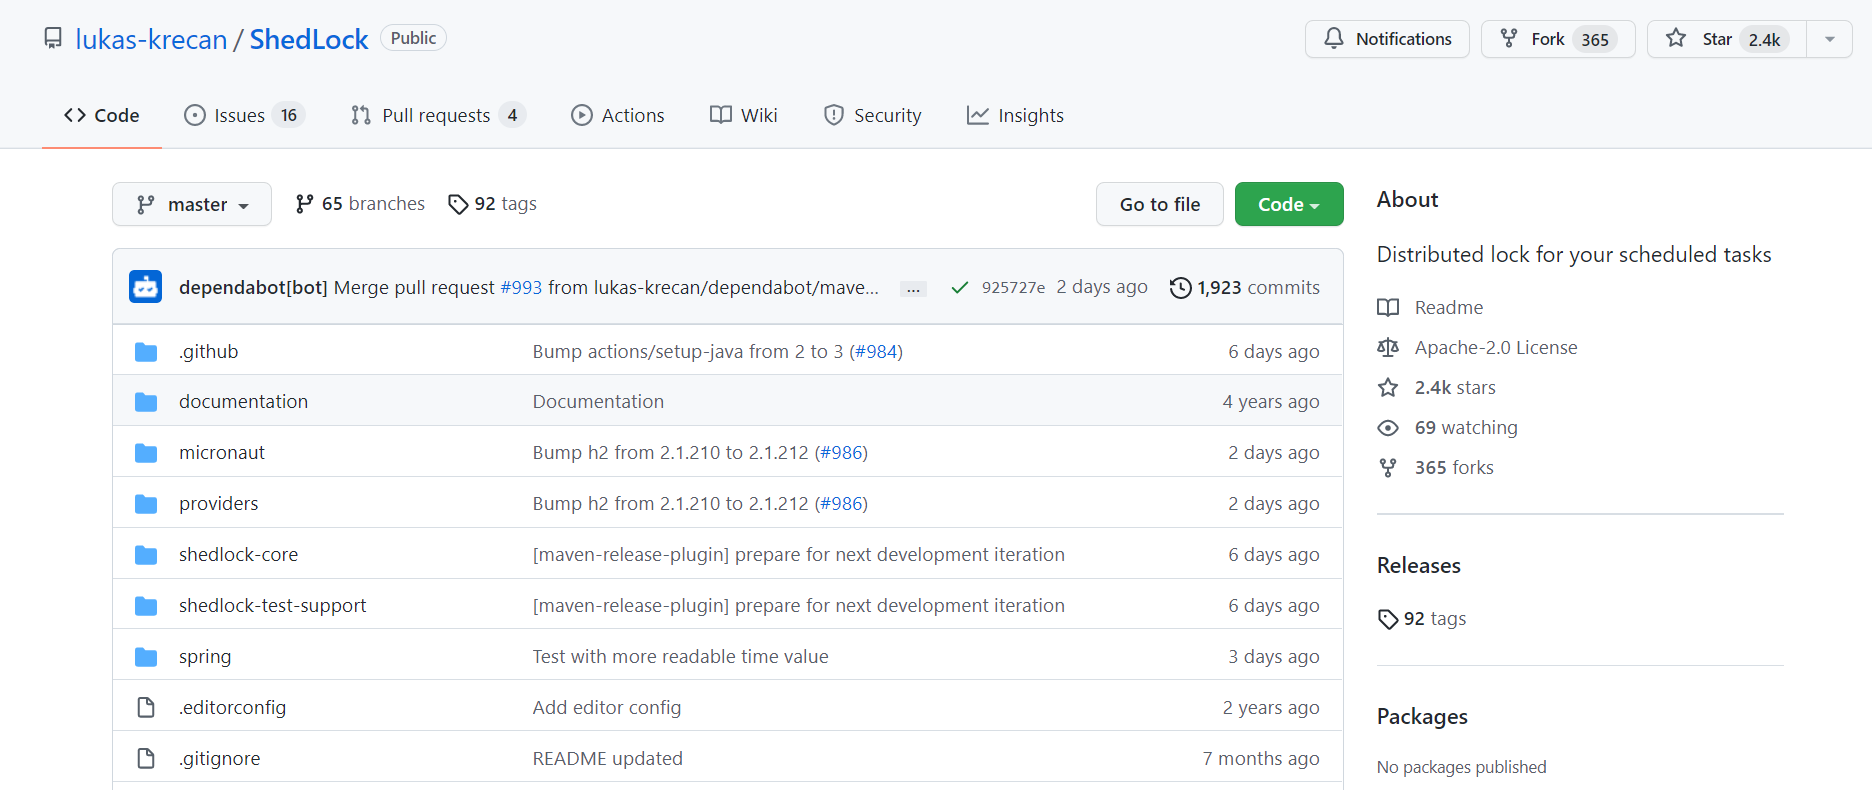 lukas-krecan / ShedLock Public Notifications Fork 365 Star 2.4k
Code Issues 16 Pull requests 4 Actions Wiki Security Insights
master 65 branches 92 tags Go to file Code
dependabot[bot] Merge pull request #993 from lukas-krecan/dependabot/mave... ... 925727e 2 days ago 1,923 commits
.github Bump actions/setup-java from 2 to 3 (#984) 6 days ago
documentation Documentation 4 years ago
micronaut Bump h2 from 2.1.210 to 2.1.212 (#986) 2 days ago
providers Bump h2 from 2.1.210 to 2.1.212 (#986) 2 days ago
shedlock-core [maven-release-plugin] prepare for next development iteration 6 days ago
shedlock-test-support [maven-release-plugin] prepare for next development iteration 6 days ago
spring Test with more readable time value 3 days ago
.editorconfig Add editor config 2 years ago
.gitignore README updated 7 months ago
About
Distributed lock for your scheduled tasks
Readme
Apache-2.0 License
2.4k stars
69 watching
365 forks
Releases
92 tags
Packages
No packages published